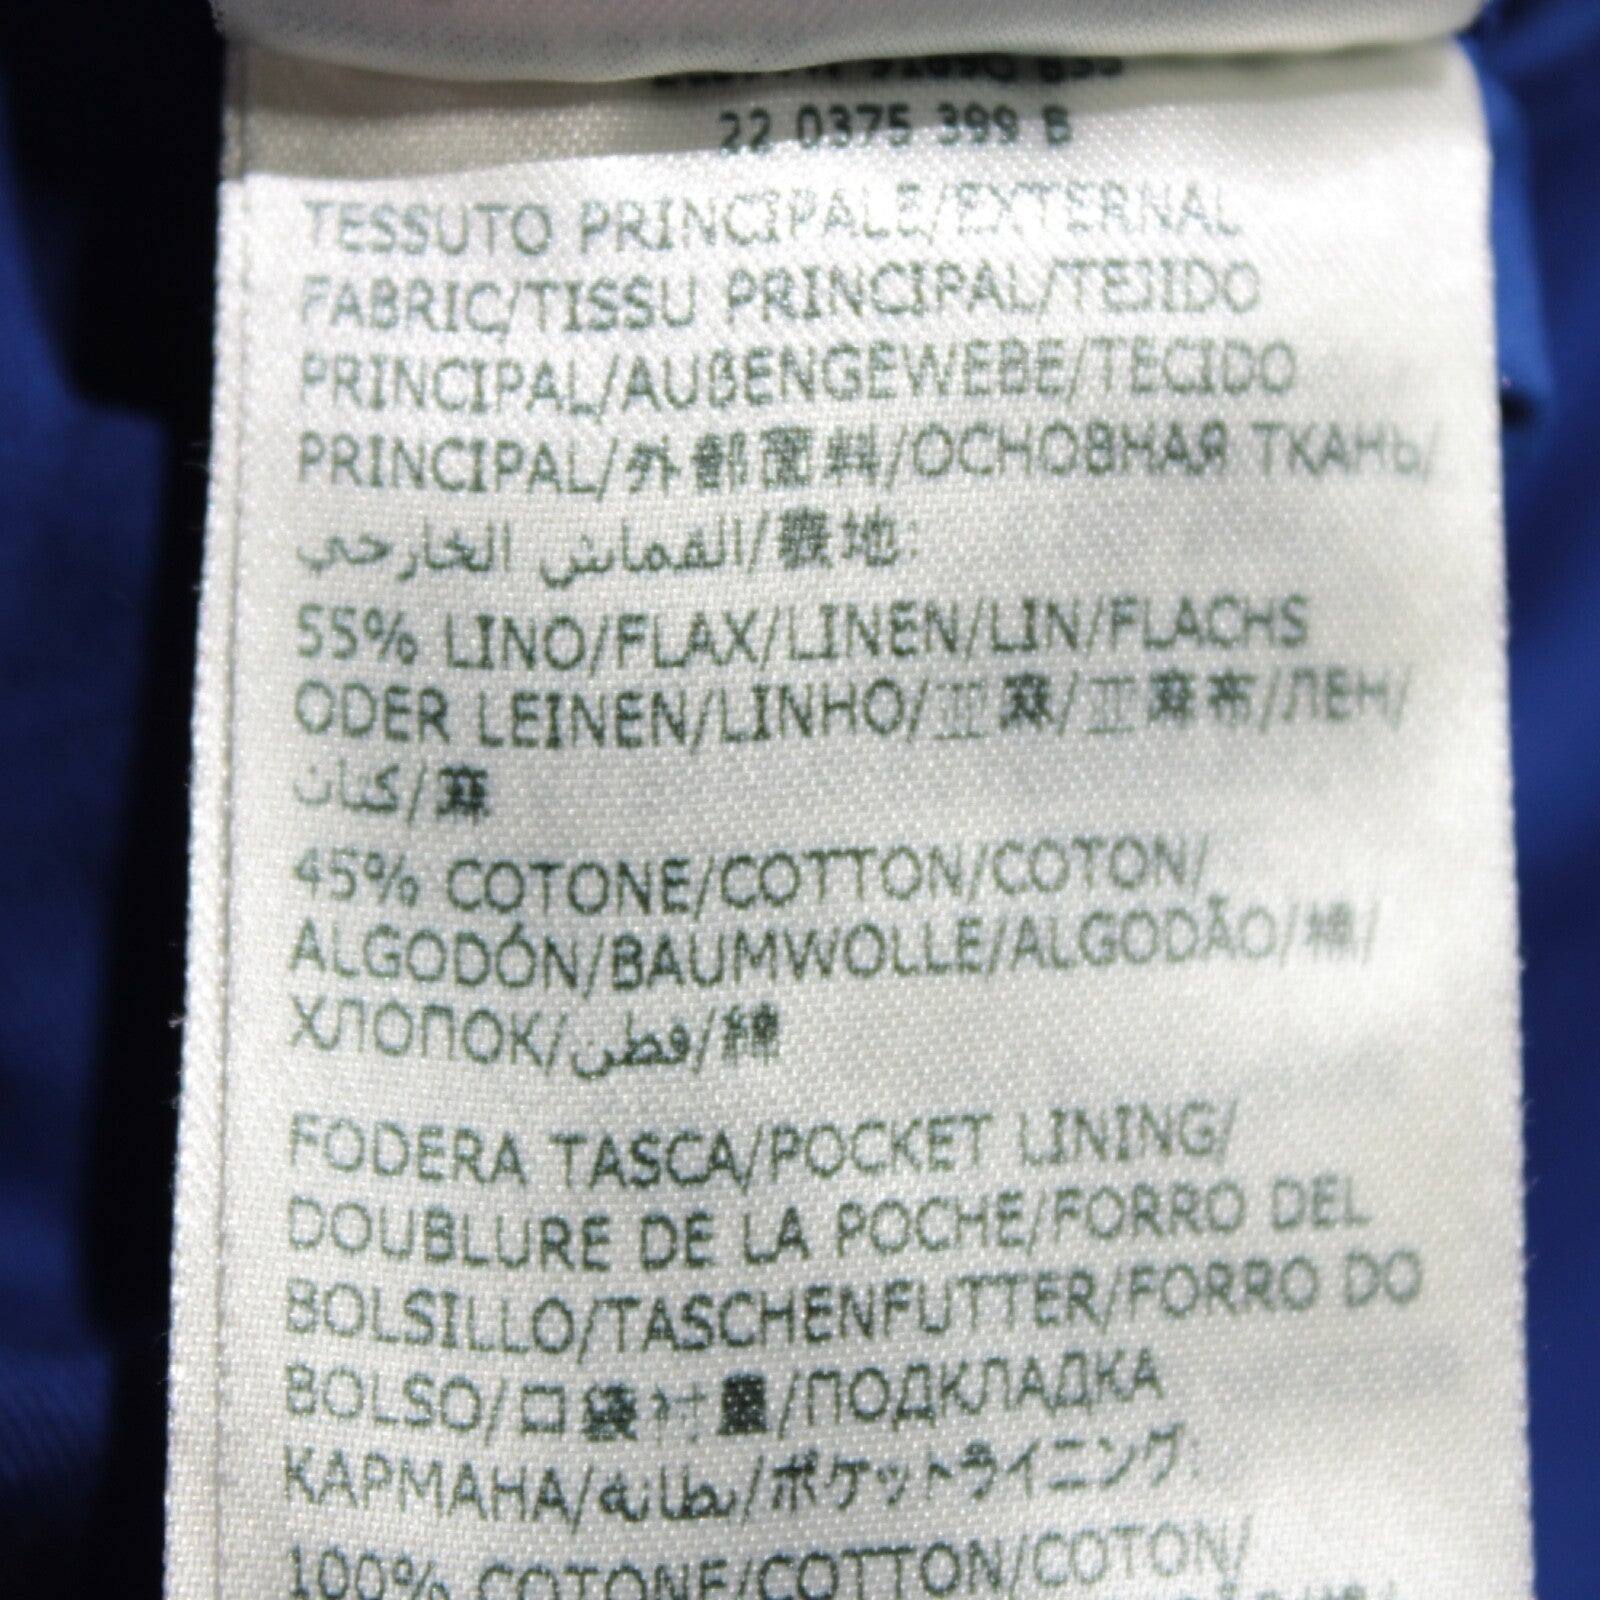 22 0375 399 B
TESSUTO PRINCIPALE/EXTERNAL
FABRIC/TISSU PRINCIPAL/TEJIDO
PRINCIPAL/AUßENGEWEBE/TECIDO
PRINCIPAL/外部面料/ОСНОВНАЯ ТКАНЬ/
القماش الخارجي/表地:
55% LINO/FLAX/LINEN/LIN/FLACHS
ODER LEINEN/LINHO/亚麻/亚麻布/ЛЕН/
كتان/麻
45% COTONE/COTTON/COTON/
ALGODÓN/BAUMWOLLE/ALGODÃO/棉/
ХЛОПОК/قطن/綿
FODERA TASCA/POCKET LINING/
DOUBLURE DE LA POCHE/FORRO DEL
BOLSILLO/TASCHENFUTTER/FORRO DO
BOLSO/口袋衬里/ПОДКЛАДКА
КАРМАНА/بطانة/ポケットライニング:
100% COTONE/COTTON/COTON/